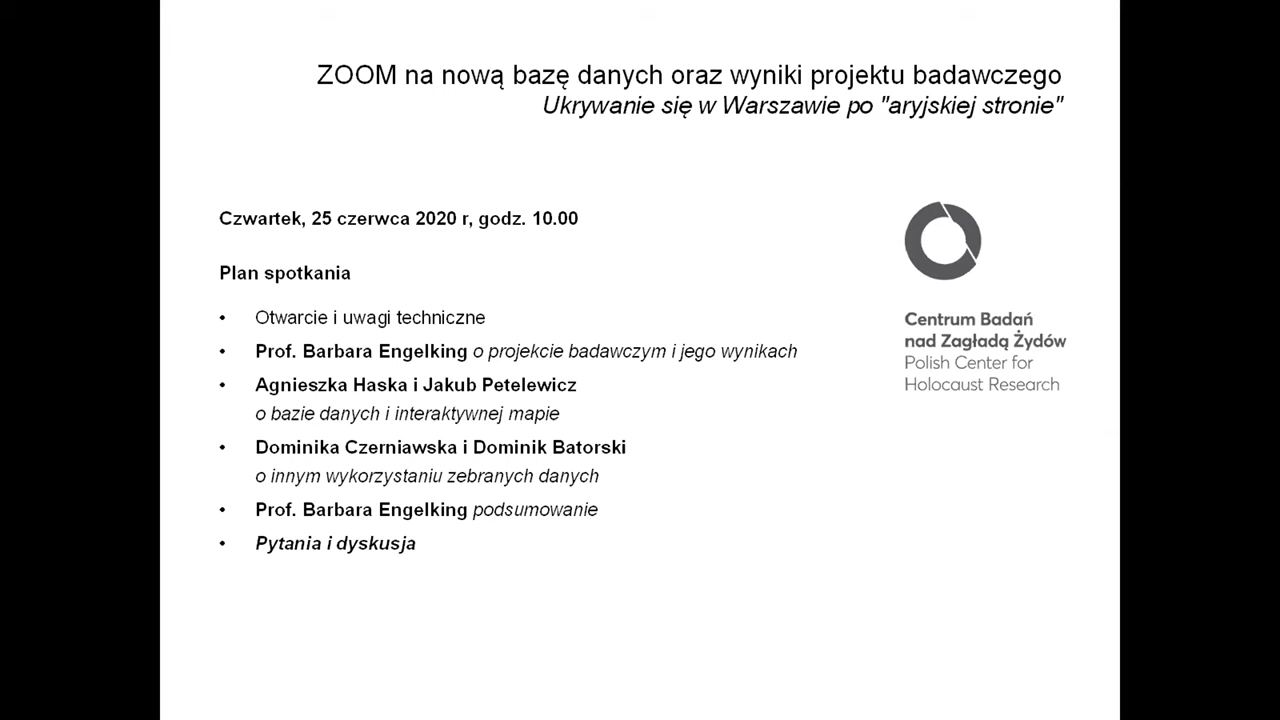 ZOOM na nową bazę danych oraz wyniki projektu badawczego
Ukrywanie się w Warszawie po "aryjskiej stronie"
Czwartek, 25 czerwca 2020 r, godz. 10.00
Plan spotkania
• Otwarcie i uwagi techniczne
• Prof. Barbara Engelking o projekcie badawczym i jego wynikach
• Agnieszka Haska i Jakub Petelewicz
o bazie danych i interaktywnej mapie
• Dominika Czerniawska i Dominik Batorski
o innym wykorzystaniu zebranych danych
• Prof. Barbara Engelking podsumowanie
• Pytania i dyskusja
Centrum Badań
nad Zagładą Żydów
Polish Center for
Holocaust Research